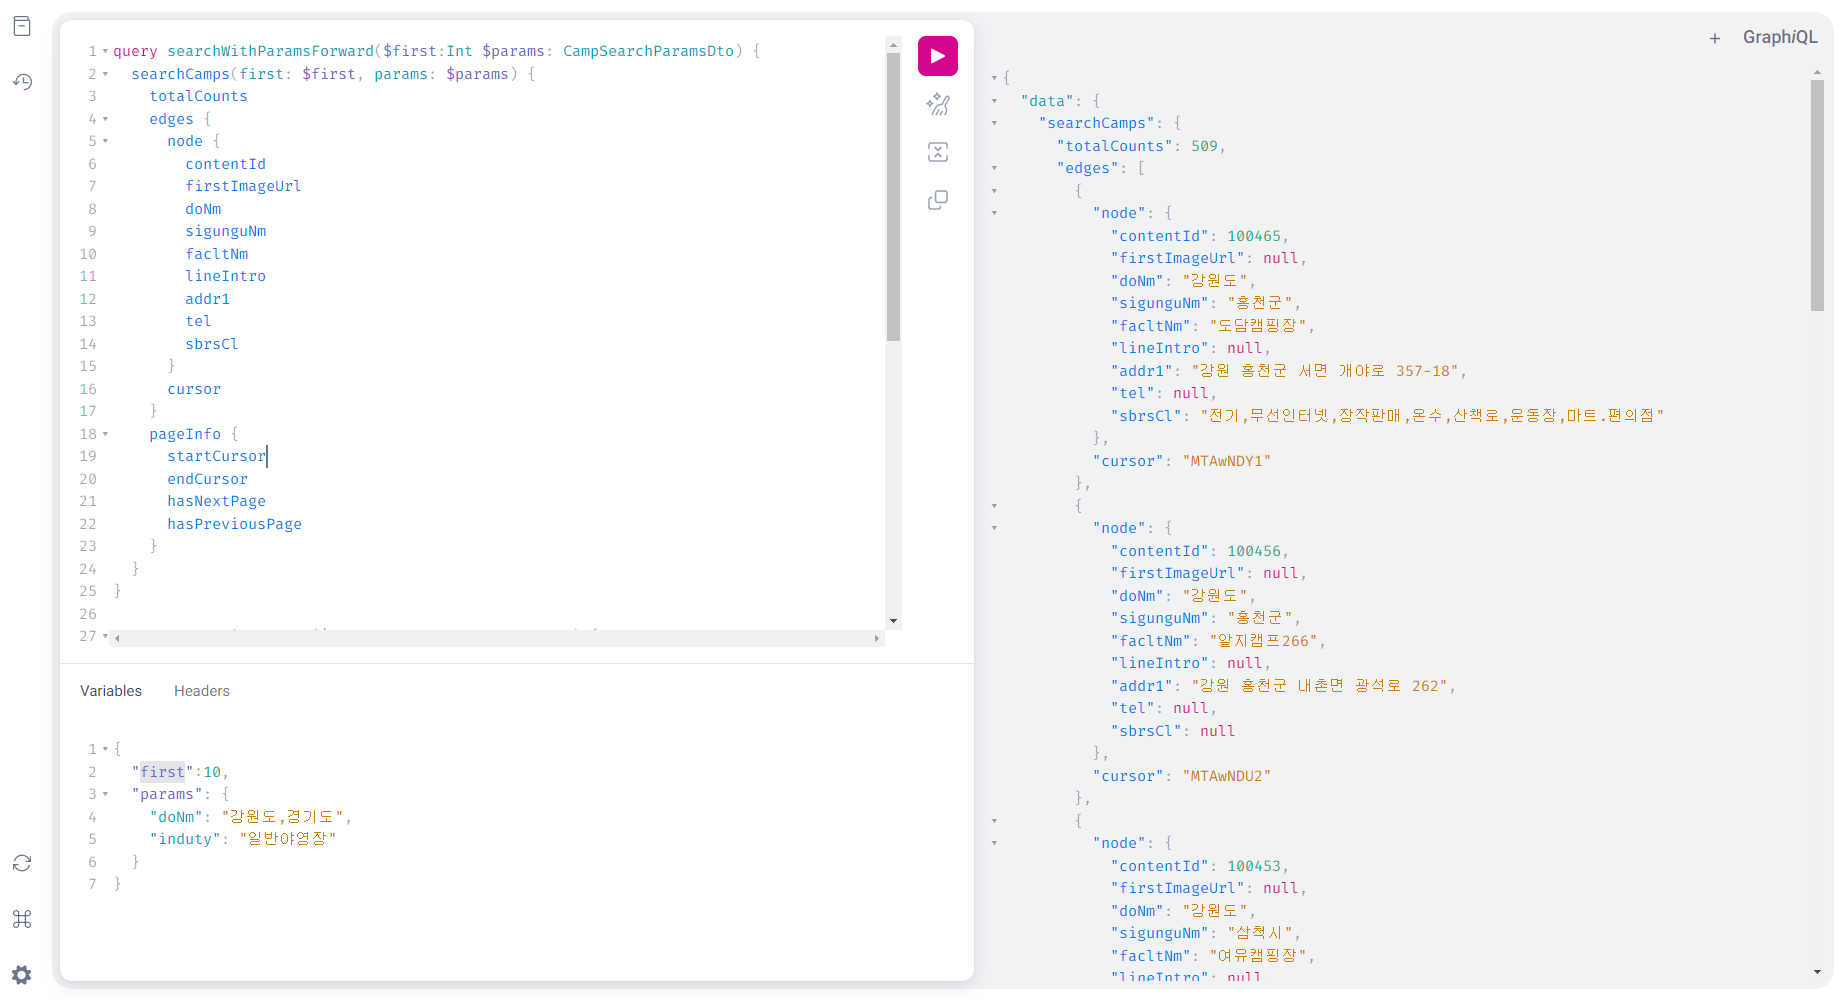 1 query searchWithParamsForward($first:Int $params: CampSearchParamsDto) {
2 searchCamps(first: $first, params: $params) {
3 totalCounts
4 edges {
5 node {
6 contentId
7 firstImageUrl
8 doNm
9 sigunguNm
10 facltNm
11 lineIntro
12 addr1
13 tel
14 sbrsCl
15 }
16 cursor
17 }
18 pageInfo {
19 startCursor
20 endCursor
21 hasNextPage
22 hasPreviousPage
23 }
24 }
25 }
26
27
Variables Headers
1 {
2 "first":10,
3 "params": {
4 "doNm": "강원도,경기도",
5 "induty": "일반야영장"
6 }
7 }
+ GraphiQL
{
"data": {
"searchCamps": {
"totalCounts": 509,
"edges": [
{
"node": {
"contentId": 100465,
"firstImageUrl": null,
"doNm": "강원도",
"sigunguNm": "홍천군",
"facltNm": "도담캠핑장",
"lineIntro": null,
"addr1": "강원 홍천군 서면 개야로 357-18",
"tel": null,
"sbrsCl": "전기,무선인터넷,장작판매,온수,산책로,운동장,마트.편의점"
},
"cursor": "MTAwNDY1"
},
{
"node": {
"contentId": 100456,
"firstImageUrl": null,
"doNm": "강원도",
"sigunguNm": "홍천군",
"facltNm": "알지캠프266",
"lineIntro": null,
"addr1": "강원 홍천군 내촌면 광석로 262",
"tel": null,
"sbrsCl": null
},
"cursor": "MTAwNDU2"
},
{
"node": {
"contentId": 100453,
"firstImageUrl": null,
"doNm": "강원도",
"sigunguNm": "삼척시",
"facltNm": "여유캠핑장",
"lineIntro": null,